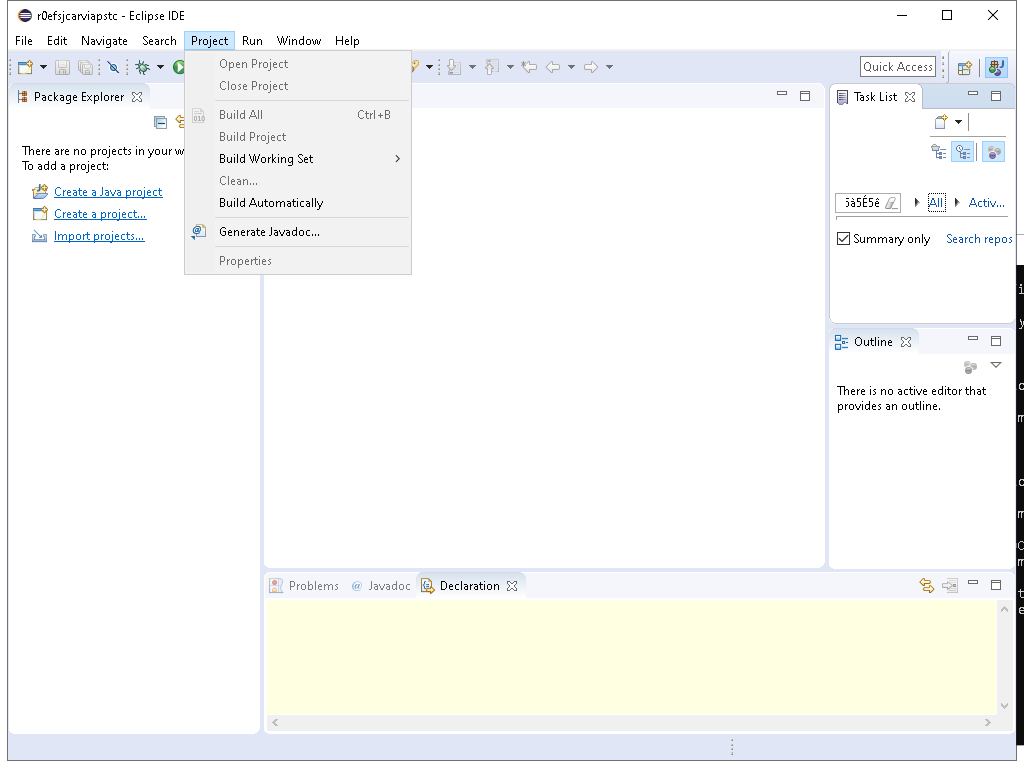 r0efsjcarviapstc - Eclipse IDE
File Edit Navigate Search Project Run Window Help
Quick Access
Open Project
Close Project
Build All Ctrl+B
Build Project
Build Working Set
Clean...
Build Automatically
Generate Javadoc...
Properties
Package Explorer
There are no projects in your w
To add a project:
Create a Java project
Create a project...
Import projects...
Task List
5à5É5ê All Activ...
Summary only Search repos
Outline
There is no active editor that
provides an outline.
Problems Javadoc Declaration